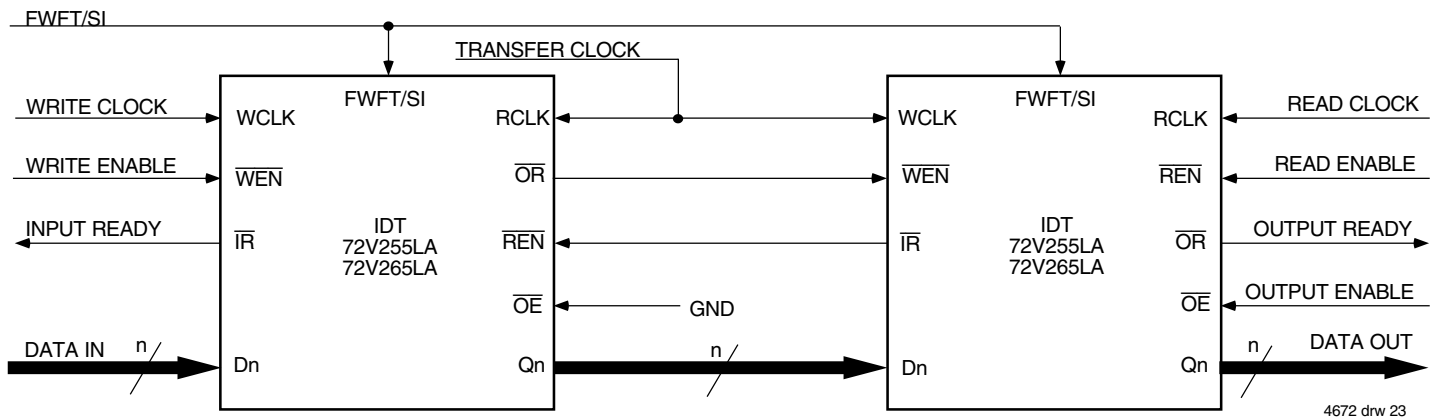 FWFT/SI
TRANSFER CLOCK
FWFT/SI
FWFT/SI
WRITE CLOCK
WCLK
RCLK
WCLK
RCLK
READ CLOCK
WRITE ENABLE
WEN
OR
WEN
REN
READ ENABLE
INPUT READY
IR
IDT
72V255LA
72V265LA
REN
IR
IDT
72V255LA
72V265LA
OR
OUTPUT READY
OE
GND
OE
OUTPUT ENABLE
DATA IN
n
Dn
Qn
n
Dn
Qn
n
DATA OUT
4672 drw 23